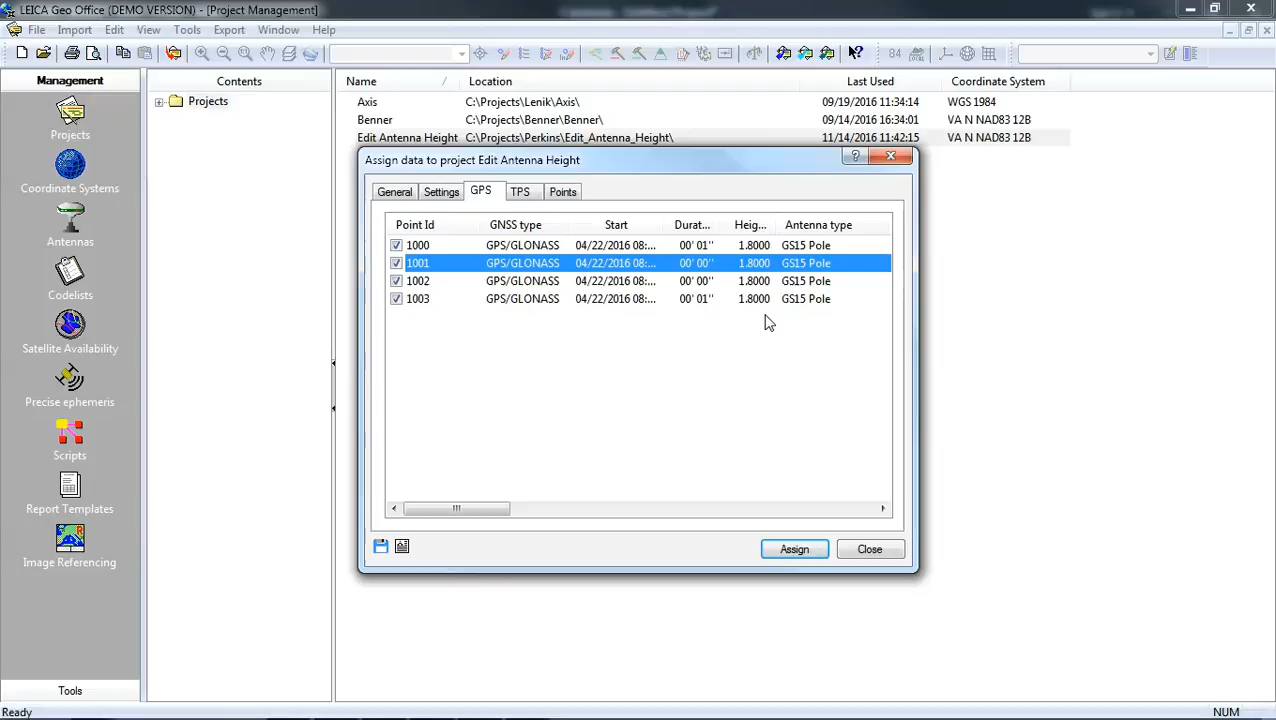 LEICA Geo Office (DEMO VERSION) - [Project Management]
File Import Edit View Tools Export Window Help
Management
Contents
Name Location Last Used Coordinate System
Projects
Axis C:\Projects\Lenik\Axis\ 09/19/2016 11:34:14 WGS 1984
Benner C:\Projects\Benner\Benner\ 09/14/2016 16:34:01 VA N NAD83 12B
Edit Antenna Height C:\Projects\Perkins\Edit_Antenna_Height\ 11/14/2016 11:42:15 VA N NAD83 12B
Projects
Coordinate Systems
Antennas
Codelists
Satellite Availability
Precise ephemeris
Scripts
Report Templates
Image Referencing
Tools
Assign data to project Edit Antenna Height
General Settings GPS TPS Points
Point Id GNSS type Start Durat... Heig... Antenna type
1000 GPS/GLONASS 04/22/2016 08:... 00' 01'' 1.8000 GS15 Pole
1001 GPS/GLONASS 04/22/2016 08:... 00' 00'' 1.8000 GS15 Pole
1002 GPS/GLONASS 04/22/2016 08:... 00' 00'' 1.8000 GS15 Pole
1003 GPS/GLONASS 04/22/2016 08:... 00' 01'' 1.8000 GS15 Pole
Assign Close
Ready NUM